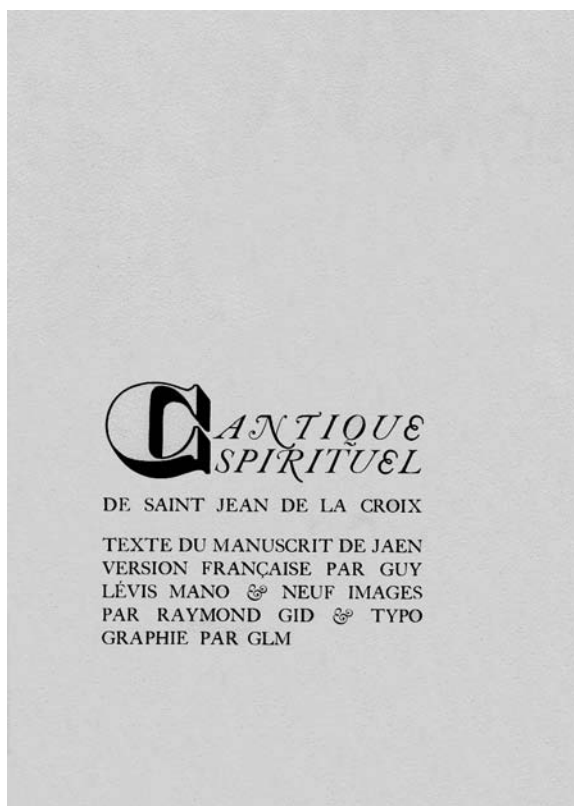 CANTIQUE
SPIRITUEL
DE SAINT JEAN DE LA CROIX
TEXTE DU MANUSCRIT DE JAEN
VERSION FRANÇAISE PAR GUY
LÉVIS MANO & NEUF IMAGES
PAR RAYMOND GID & TYPO
GRAPHIE PAR GLM